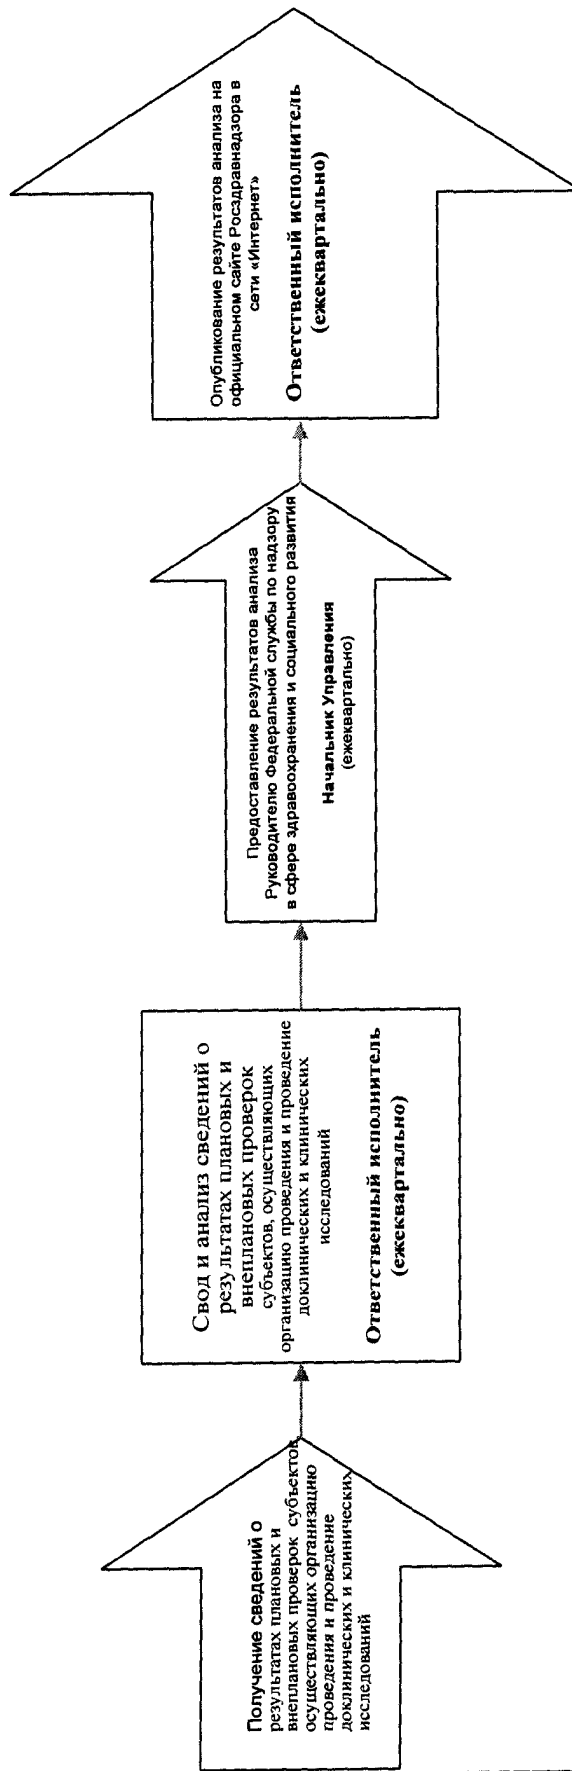 Получение сведений о
результатах плановых и
внеплановых проверок субъектов,
осуществляющих организацию
проведения и проведение
доклинических и клинических
исследований
Свод и анализ сведений о
результатах плановых и
внеплановых проверок
субъектов, осуществляющих
организацию проведения и проведение
доклинических и клинических
исследований
Ответственный исполнитель
(ежеквартально)
Предоставление результатов анализа
Руководителю Федеральной службы по надзору
в сфере здравоохранения и социального развития
Начальник Управления
(ежеквартально)
Опубликование результатов анализа на
официальном сайте Росздравнадзора в
сети «Интернет»
Ответственный исполнитель
(ежеквартально)